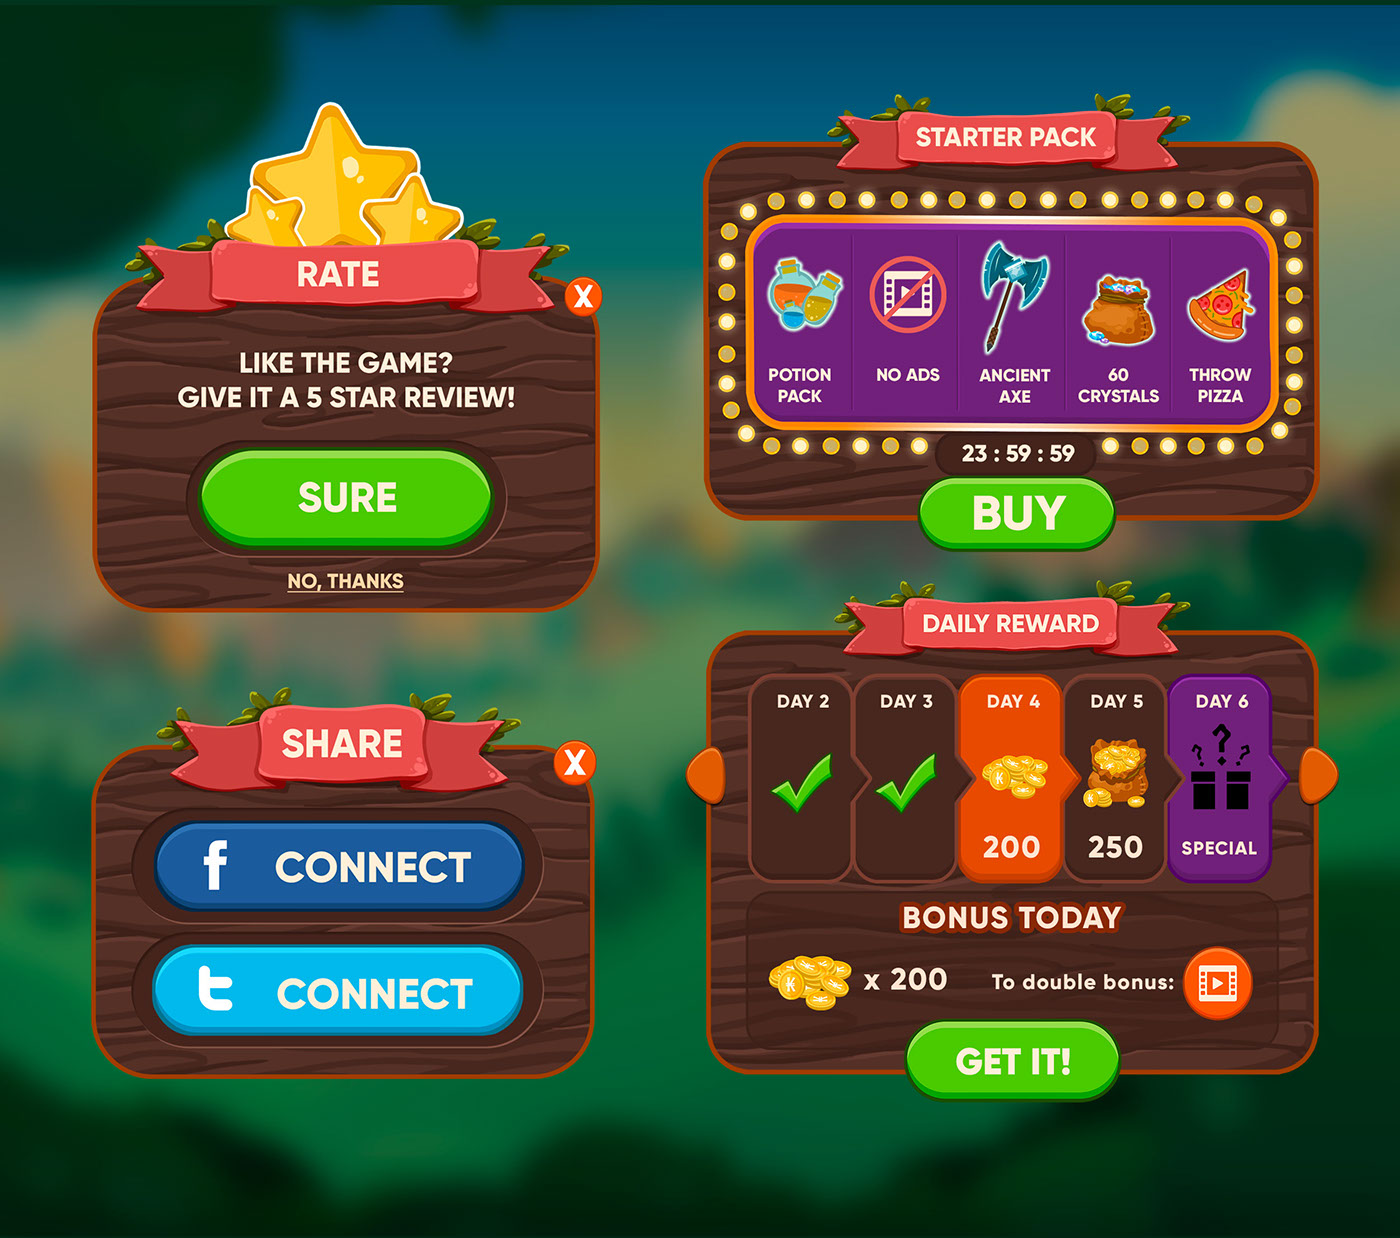 RATE
X
LIKE THE GAME?
GIVE IT A 5 STAR REVIEW!
SURE
NO, THANKS
STARTER PACK
POTION
PACK
NO ADS
ANCIENT
AXE
60
CRYSTALS
THROW
PIZZA
23 : 59 : 59
BUY
SHARE
X
f CONNECT
t CONNECT
DAILY REWARD
DAY 2
DAY 3
DAY 4
200
DAY 5
250
DAY 6
? ? ?
SPECIAL
BONUS TODAY
x 200
To double bonus:
GET IT!